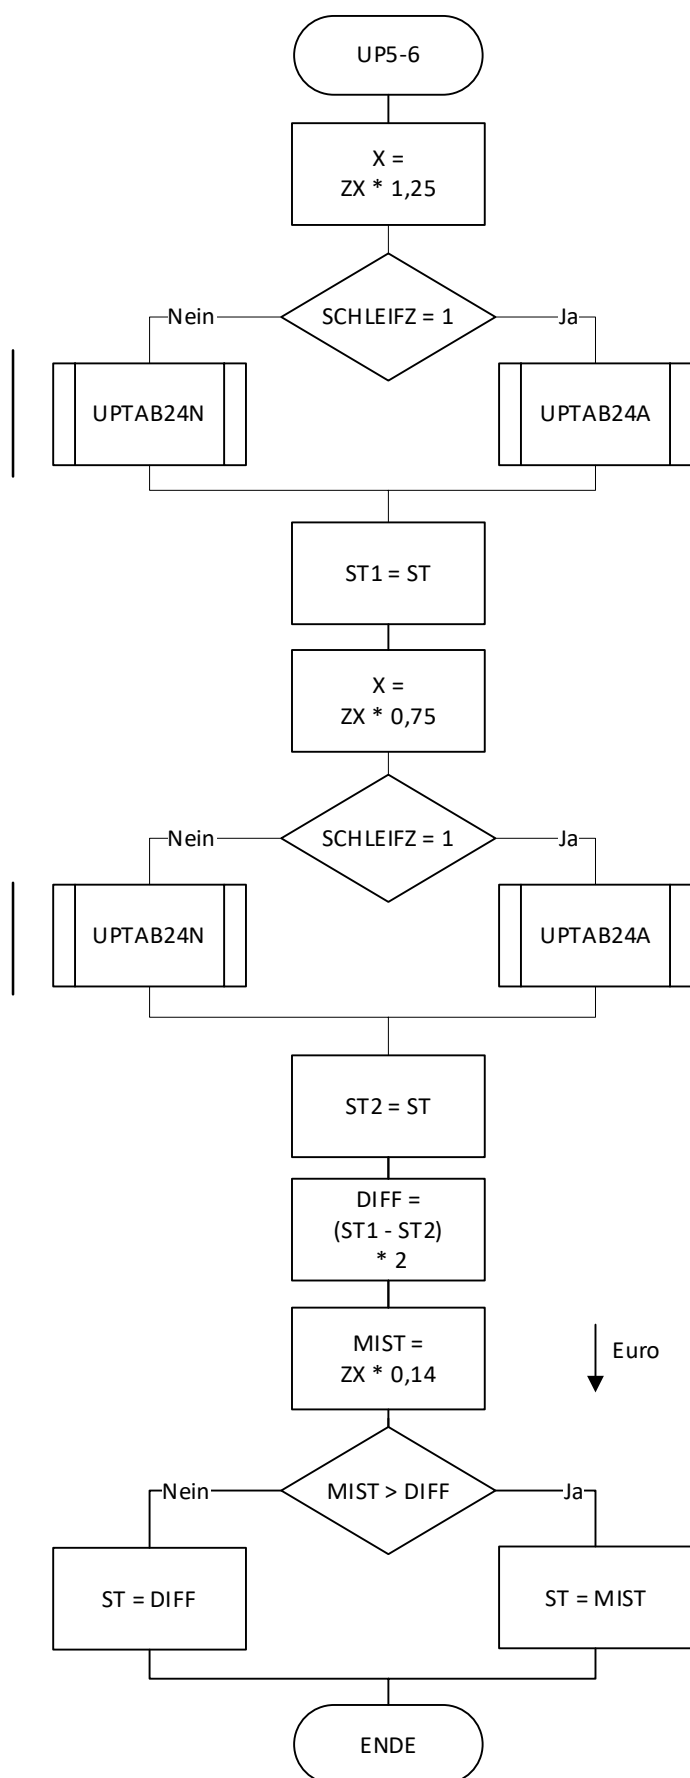 UP5-6
X =
ZX * 1,25
Nein
SCHLEIFZ = 1
Ja
UPTAB24N
UPTAB24A
ST1 = ST
X =
ZX * 0,75
Nein
SCHLEIFZ = 1
Ja
UPTAB24N
UPTAB24A
ST2 = ST
DIFF =
(ST1 - ST2)
* 2
MIST =
ZX * 0,14
Euro
Nein
MIST > DIFF
Ja
ST = DIFF
ST = MIST
ENDE